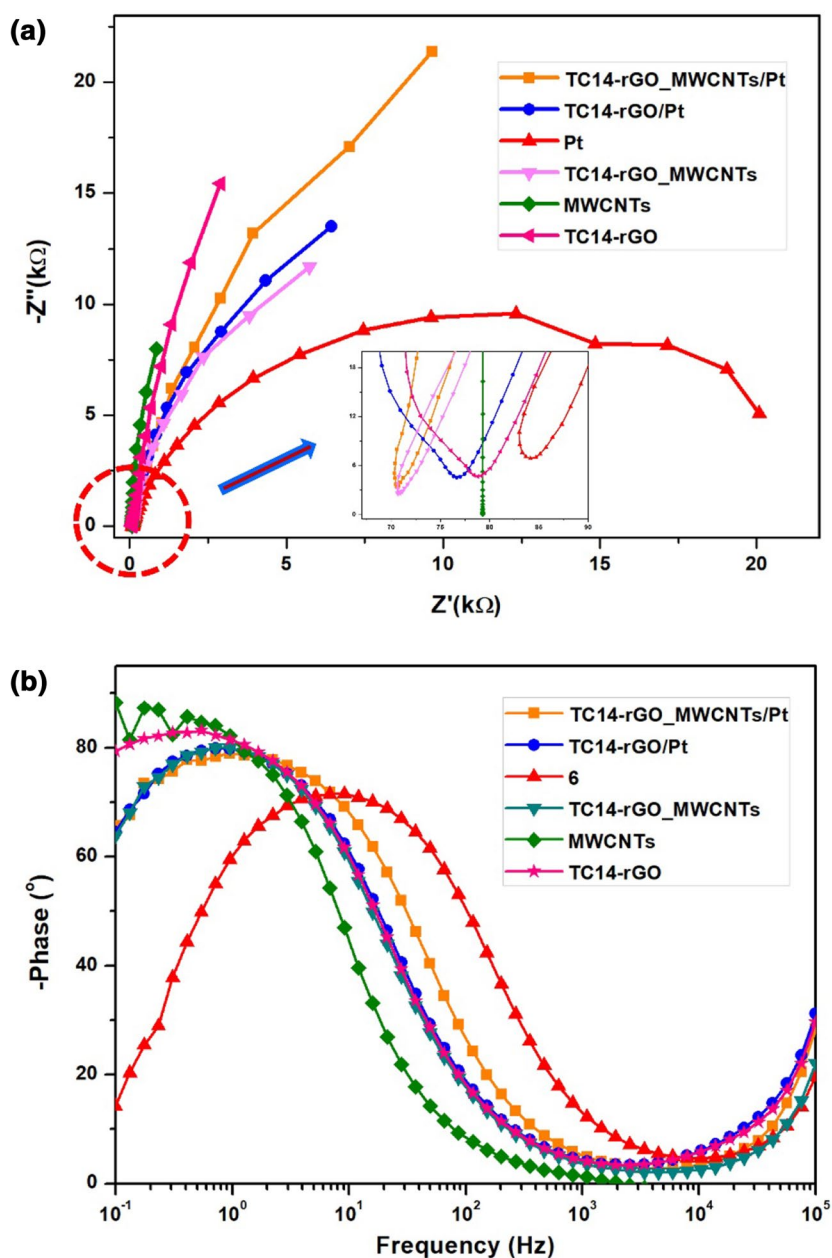 (a)
20
15
10
5
0
-Z''(kΩ)
TC14-rGO_MWCNTs/Pt
TC14-rGO/Pt
Pt
TC14-rGO_MWCNTs
MWCNTs
TC14-rGO
18
15
12
9
6
3
0
70 75 80 85 90
0 5 10 15 20
Z'(kΩ)
(b)
80
60
40
20
0
-Phase (°)
TC14-rGO_MWCNTs/Pt
TC14-rGO/Pt
6
TC14-rGO_MWCNTs
MWCNTs
TC14-rGO
10-1 100 101 102 103 104 105
Frequency (Hz)